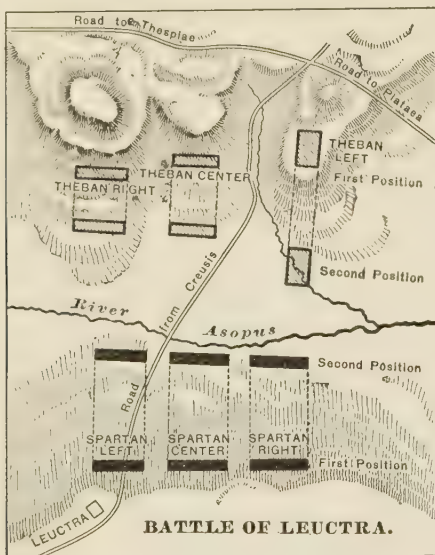 Road to Thespiae
Road to Plataea
THEBAN RIGHT
THEBAN CENTER
THEBAN
LEFT
First Position
Second Position
River Asopus
Road from Creusis
Second Position
SPARTAN
LEFT
SPARTAN
CENTER
SPARTAN
RIGHT
First Position
LEUCTRA
BATTLE OF LEUCTRA.